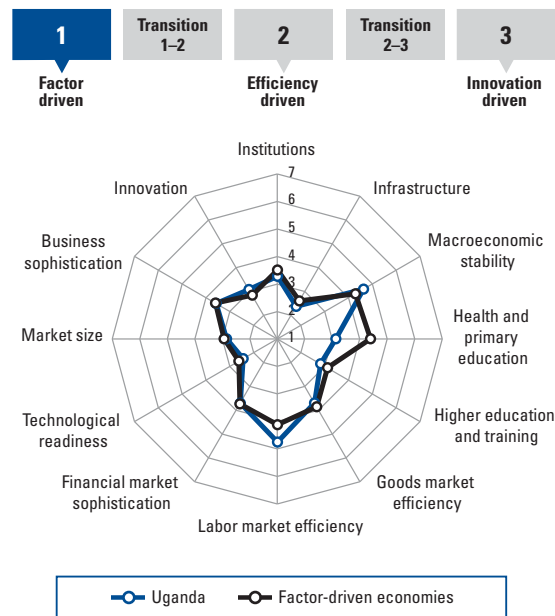 1
Transition
1–2
2
Transition
2–3
3
Factor
driven
Efficiency
driven
Innovation
driven
Institutions
7
6
5
4
3
2
1
Innovation
Infrastructure
Business
sophistication
Macroeconomic
stability
Market size
Health and
primary
education
Technological
readiness
Higher education
and training
Financial market
sophistication
Goods market
efficiency
Labor market efficiency
Uganda
Factor-driven economies